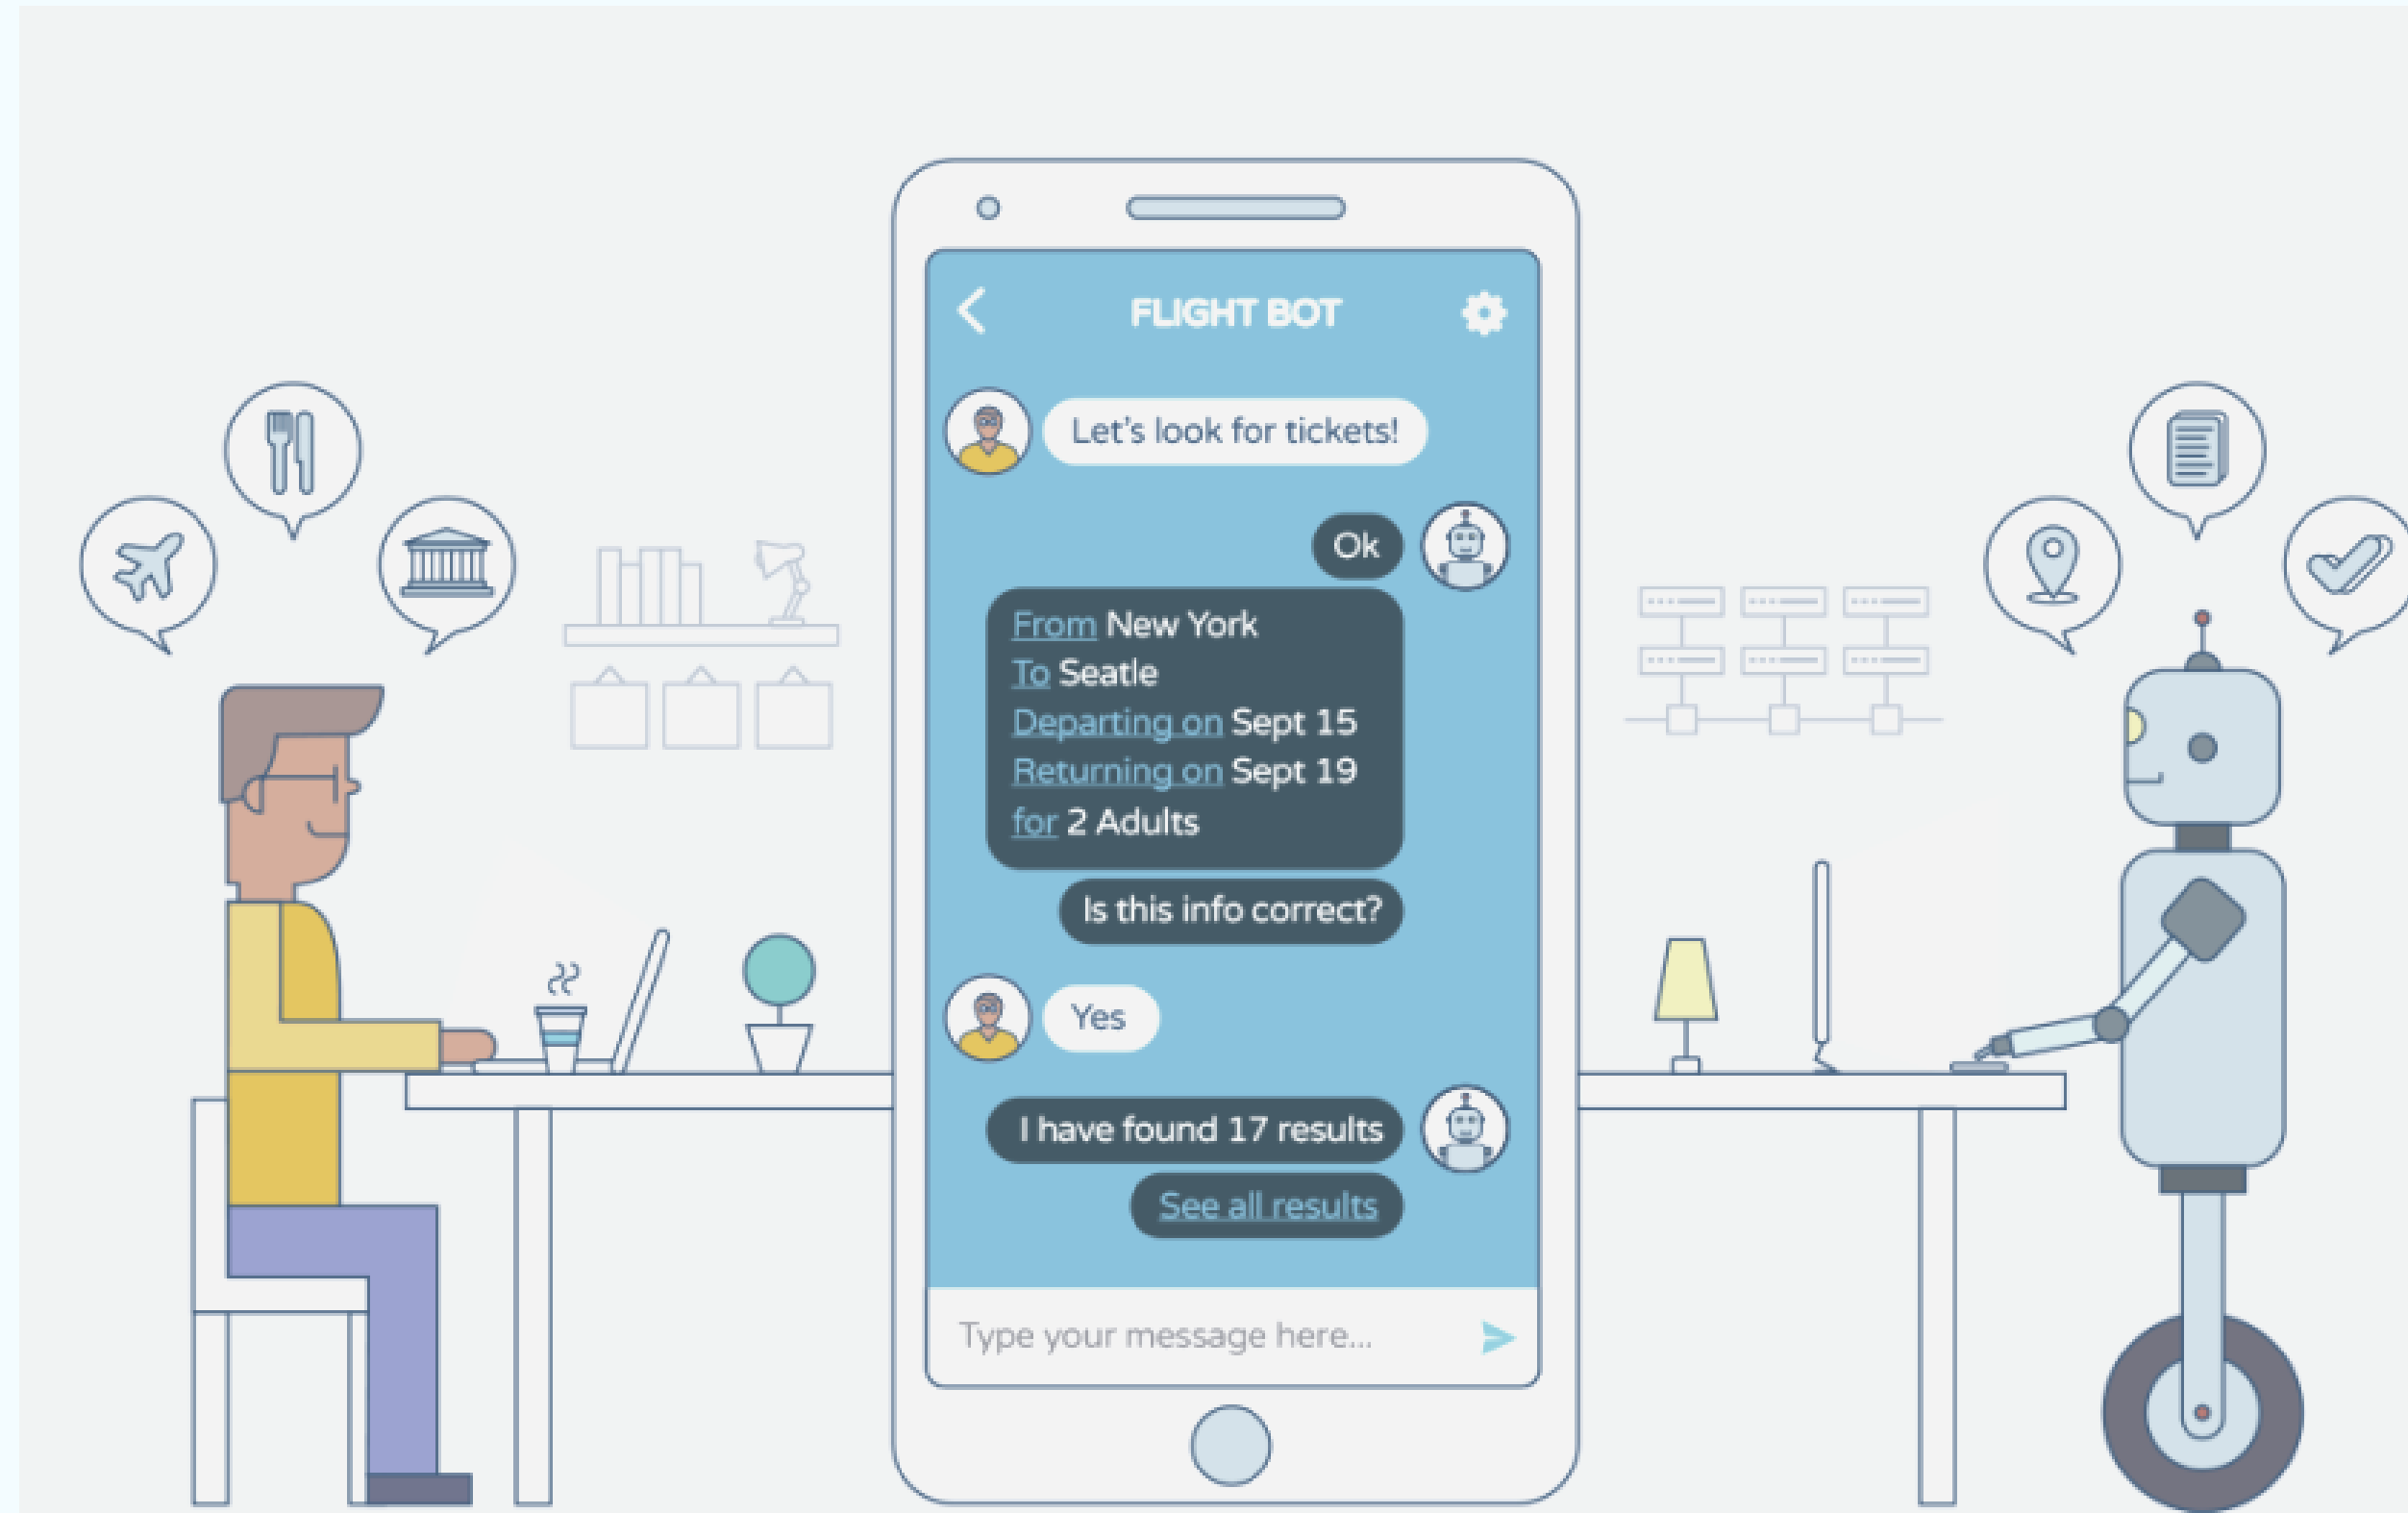 FLIGHT BOT
Let's look for tickets!
Ok
From New York
To Seatle
Departing on Sept 15
Returning on Sept 19
for 2 Adults
Is this info correct?
Yes
I have found 17 results
See all results
Type your message here...